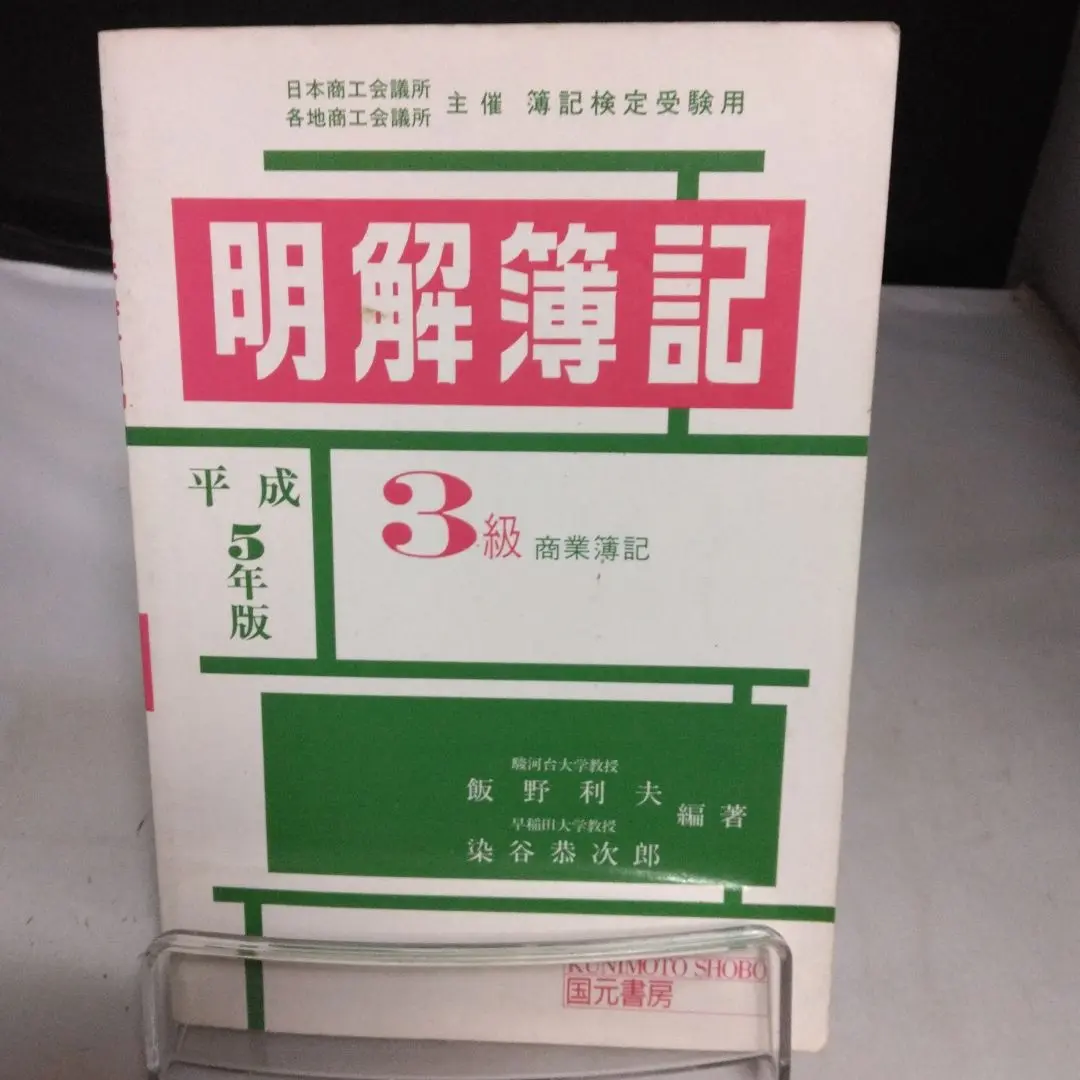 日本商工会議所
各地商工会議所
主催 簿記検定受験用
明解簿記
平成
5年版
3級 商業簿記
駿河台大学教授
飯野利夫
早稲田大学教授
染谷恭次郎
編著
KUNIMOTO SHOBO
国元書房